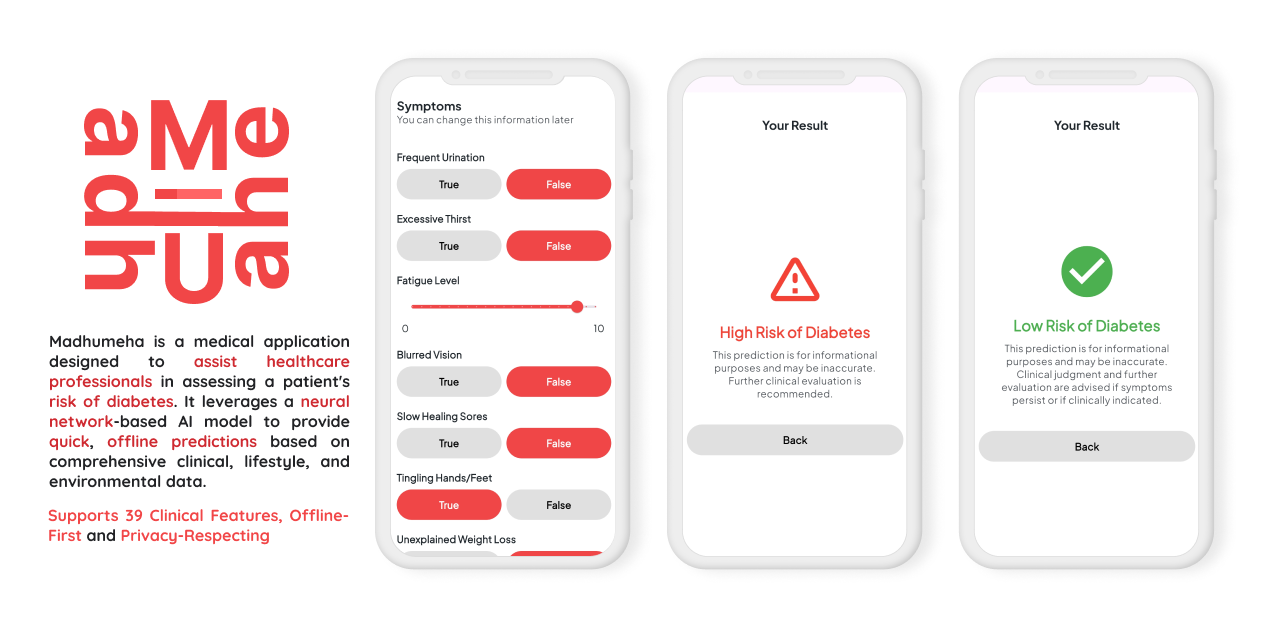 Me
dhu
Cha
upa
Madhumeha is a medical application
designed to assist healthcare
professionals in assessing a patient's
risk of diabetes. It leverages a neural
network-based AI model to provide
quick, offline predictions based on
comprehensive clinical, lifestyle, and
environmental data.
Supports 39 Clinical Features, Offline-
First and Privacy-Respecting
Symptoms
You can change this information later
Frequent Urination
True False
Excessive Thirst
True False
Fatigue Level
0 10
Blurred Vision
True False
Slow Healing Sores
True False
Tingling Hands/Feet
True False
Unexplained Weight Loss
Your Result
High Risk of Diabetes
This prediction is for informational
purposes and may be inaccurate.
Further clinical evaluation is
recommended.
Back
Your Result
Low Risk of Diabetes
This prediction is for informational
purposes and may be inaccurate.
Clinical judgment and further
evaluation are advised if symptoms
persist or if clinically indicated.
Back